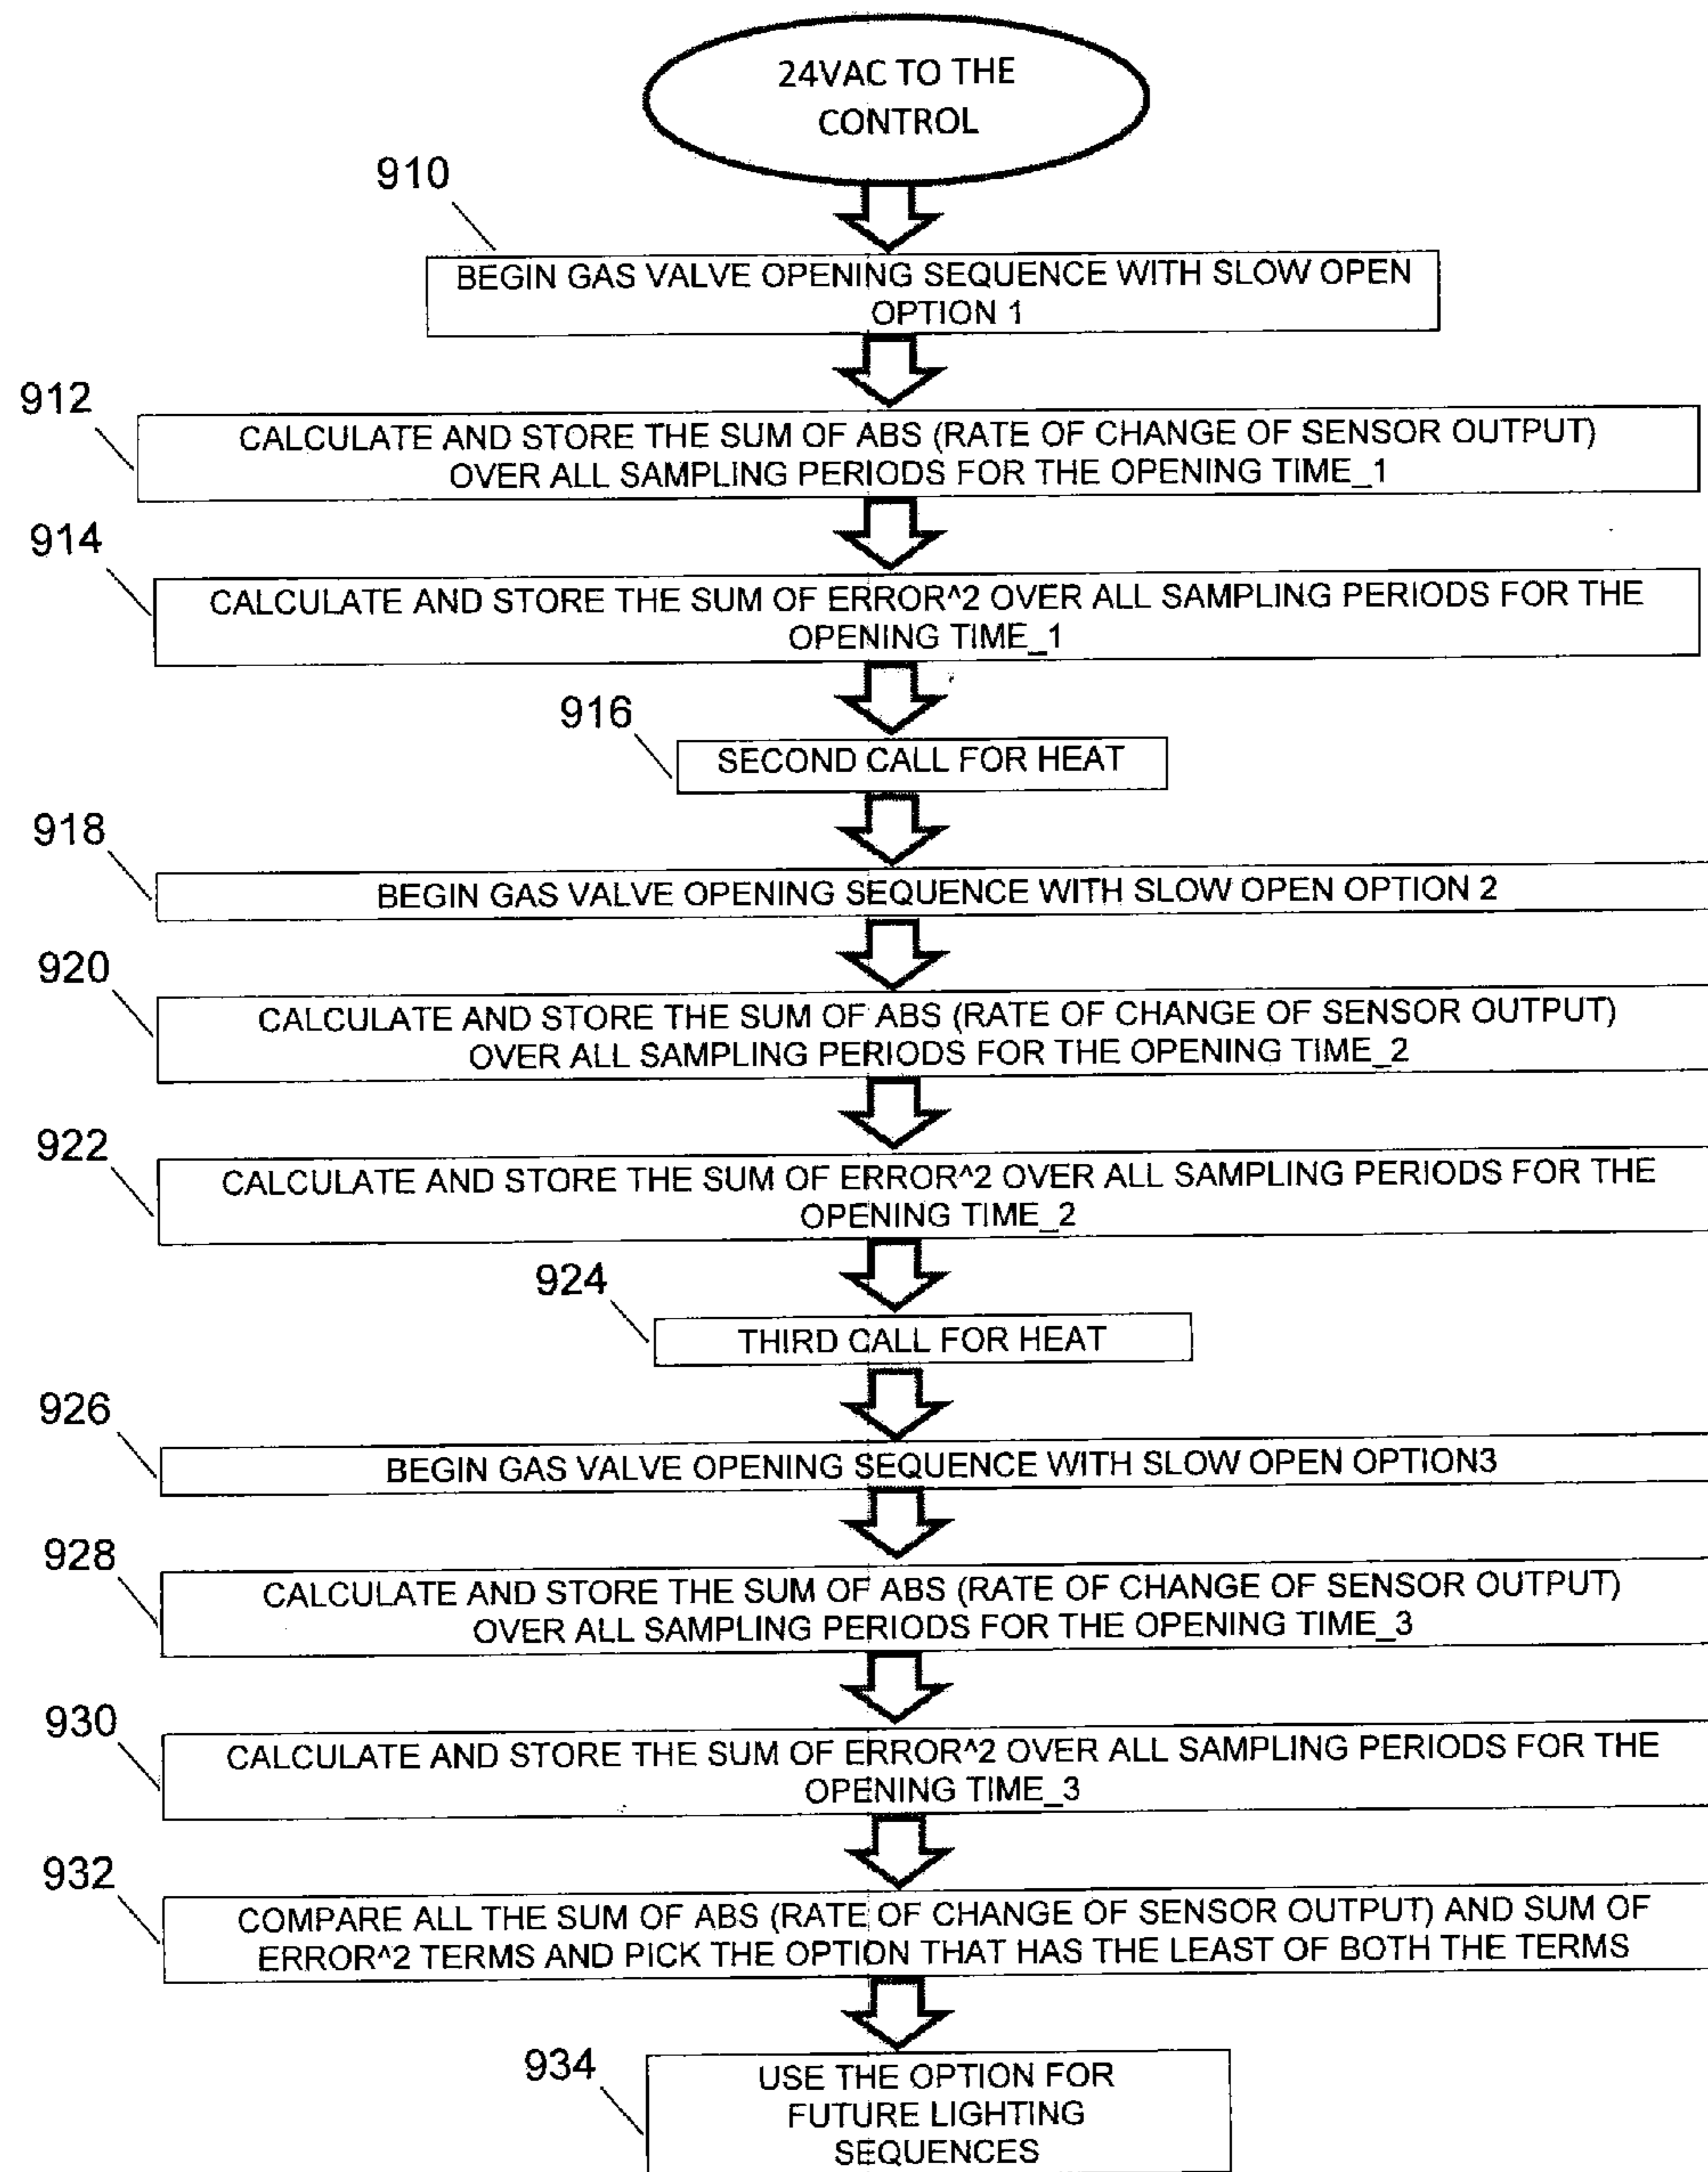 24VAC TO THE
CONTROL
910
BEGIN GAS VALVE OPENING SEQUENCE WITH SLOW OPEN
OPTION 1
912
CALCULATE AND STORE THE SUM OF ABS (RATE OF CHANGE OF SENSOR OUTPUT)
OVER ALL SAMPLING PERIODS FOR THE OPENING TIME_1
914
CALCULATE AND STORE THE SUM OF ERROR^2 OVER ALL SAMPLING PERIODS FOR THE
OPENING TIME_1
916
SECOND CALL FOR HEAT
918
BEGIN GAS VALVE OPENING SEQUENCE WITH SLOW OPEN OPTION 2
920
CALCULATE AND STORE THE SUM OF ABS (RATE OF CHANGE OF SENSOR OUTPUT)
OVER ALL SAMPLING PERIODS FOR THE OPENING TIME_2
922
CALCULATE AND STORE THE SUM OF ERROR^2 OVER ALL SAMPLING PERIODS FOR THE
OPENING TIME_2
924
THIRD CALL FOR HEAT
926
BEGIN GAS VALVE OPENING SEQUENCE WITH SLOW OPEN OPTION3
928
CALCULATE AND STORE THE SUM OF ABS (RATE OF CHANGE OF SENSOR OUTPUT)
OVER ALL SAMPLING PERIODS FOR THE OPENING TIME_3
930
CALCULATE AND STORE THE SUM OF ERROR^2 OVER ALL SAMPLING PERIODS FOR THE
OPENING TIME_3
932
COMPARE ALL THE SUM OF ABS (RATE OF CHANGE OF SENSOR OUTPUT) AND SUM OF
ERROR^2 TERMS AND PICK THE OPTION THAT HAS THE LEAST OF BOTH THE TERMS
934
USE THE OPTION FOR
FUTURE LIGHTING
SEQUENCES